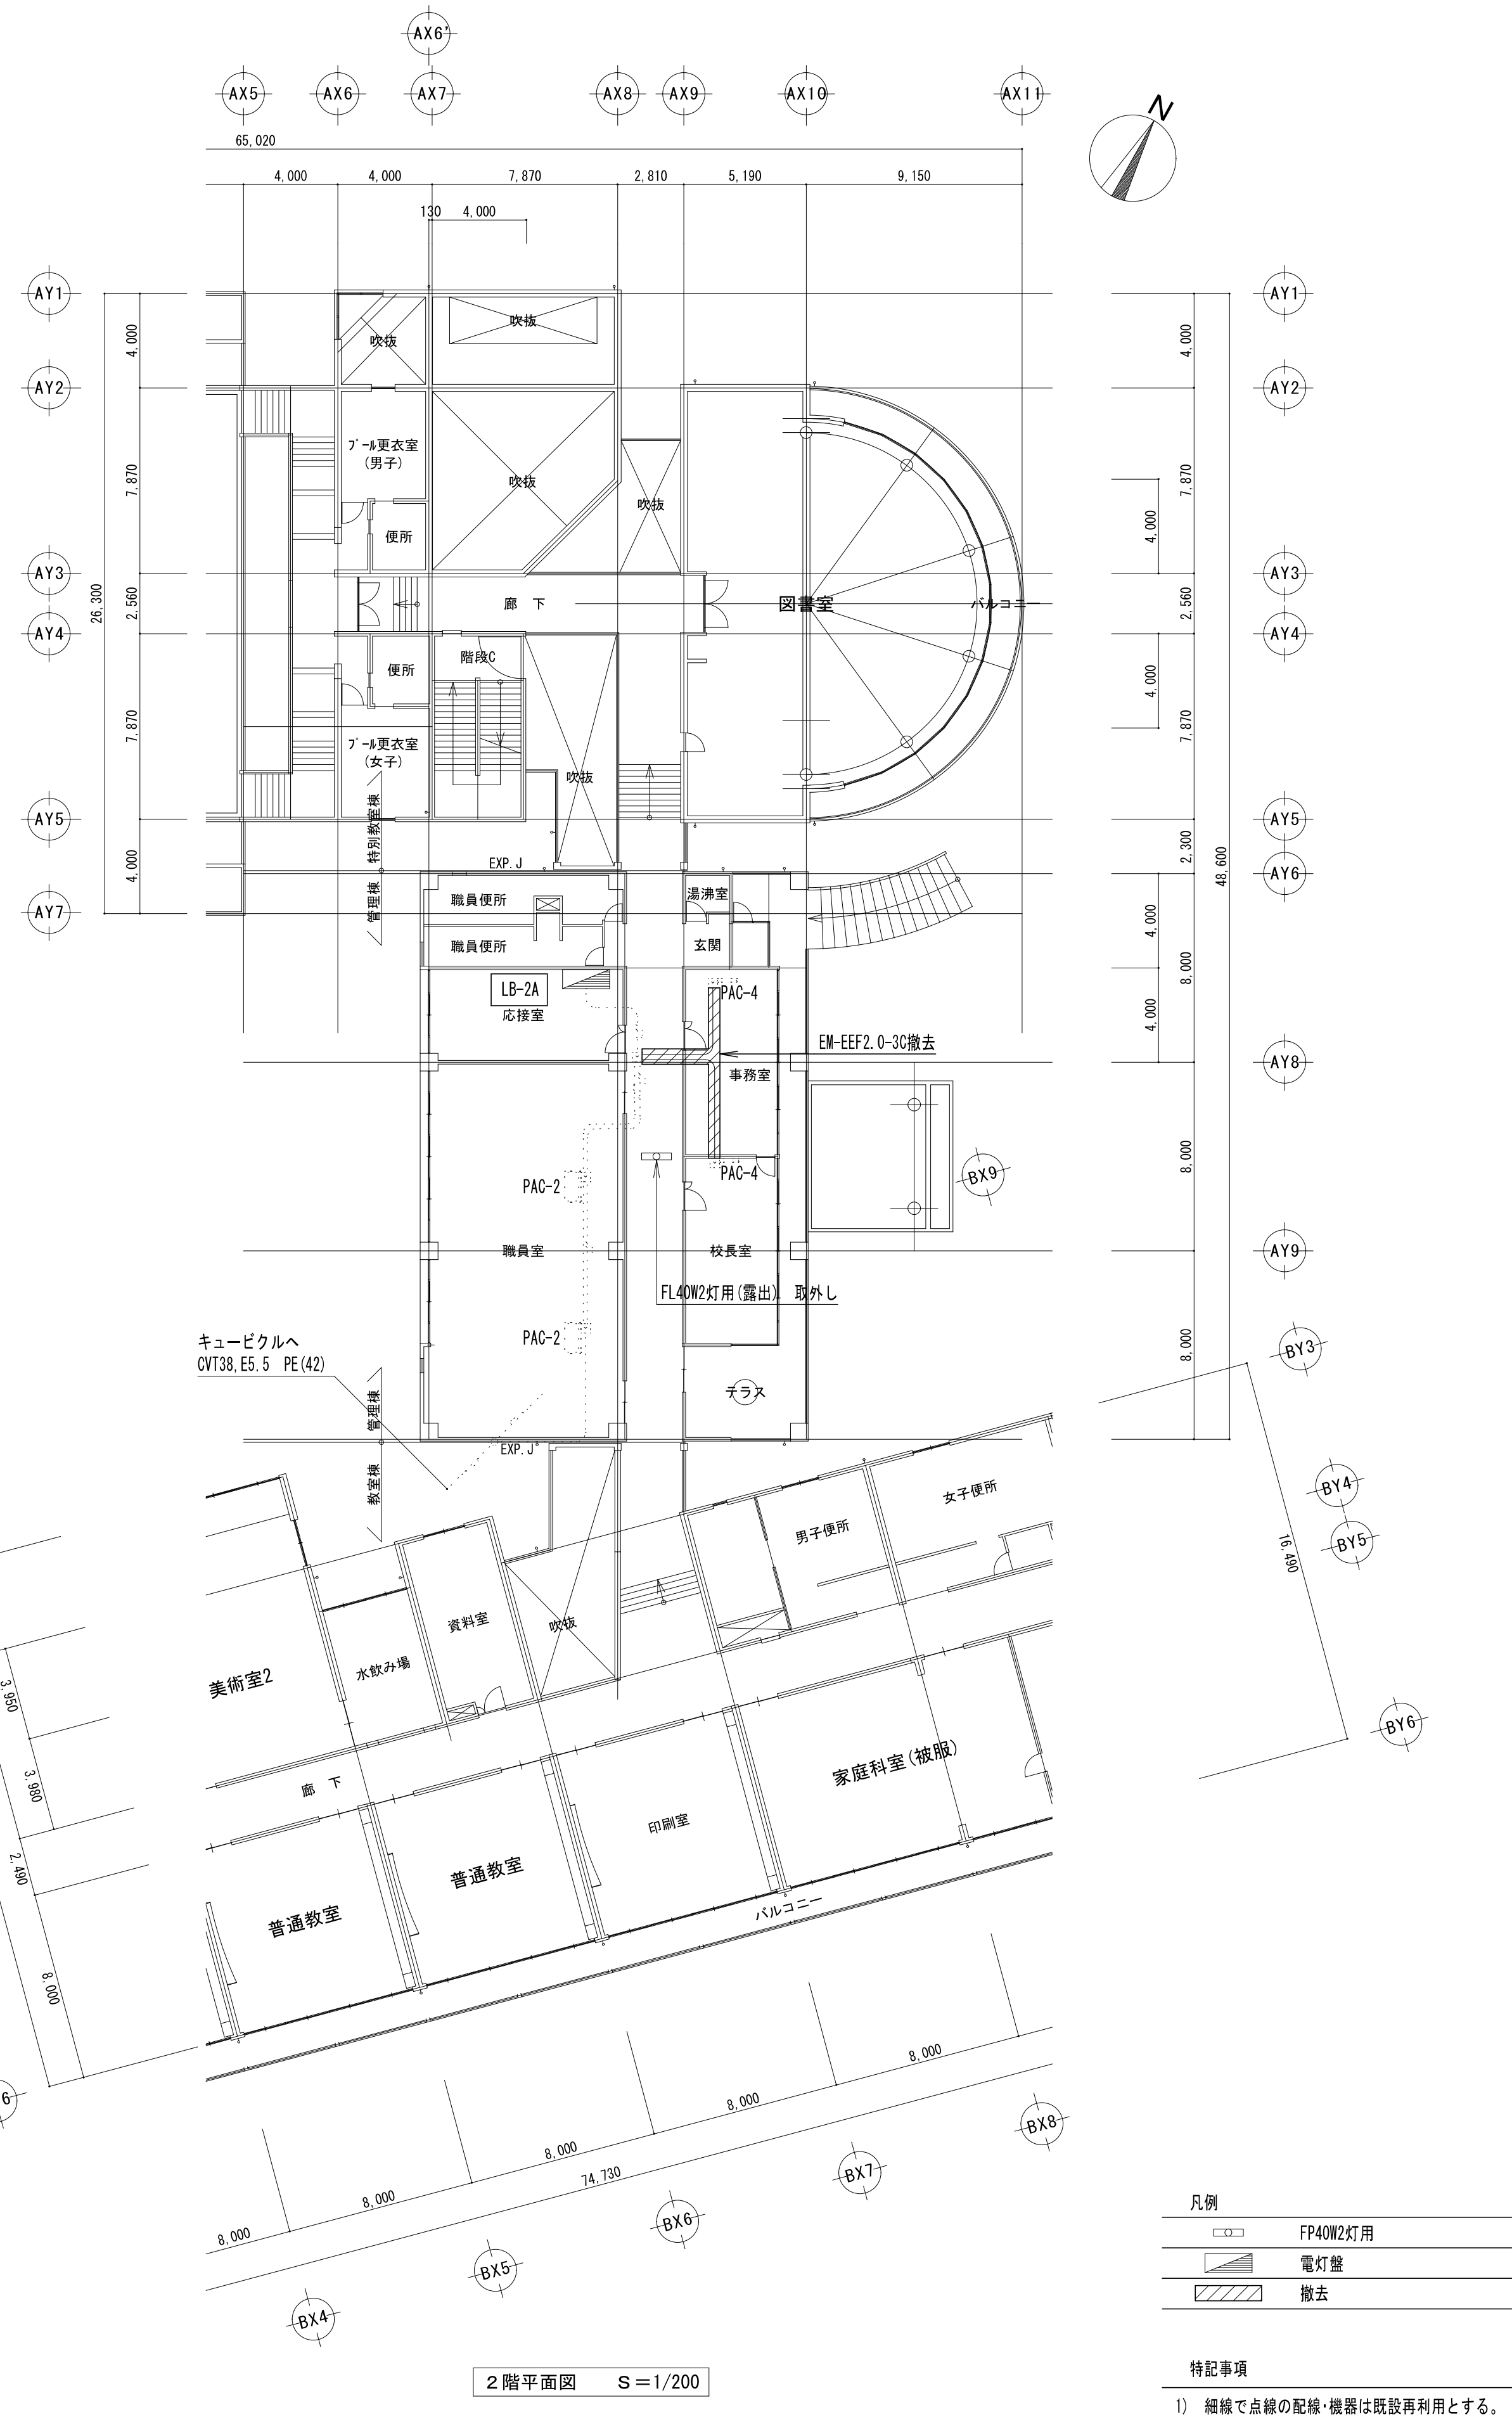 AX6'
AX5
AX6
AX7
AX8
AX9
AX10
AX11
N
65,020
4,000
4,000
7,870
2,810
5,190
9,150
130
4,000
AY1
AY1
4,000
吹抜
吹抜
4,000
AY2
AY2
7,870
ﾌﾟｰﾙ更衣室
(男子)
吹抜
吹抜
7,870
4,000
便所
AY3
AY3
26,300
2,560
廊 下
図書室
バルコニー
2,560
AY4
AY4
便所
階段C
4,000
7,870
ﾌﾟｰﾙ更衣室
(女子)
吹抜
7,870
特別教室棟
AY5
AY5
4,000
EXP.J
2,300
48,600
AY6
管理棟
職員便所
湯沸室
AY7
職員便所
玄関
4,000
8,000
LB-2A
応接室
PAC-4
4,000
EM-EEF2.0-3C撤去
事務室
AY8
PAC-2
PAC-4
BX9
8,000
職員室
校長室
AY9
FL40W2灯用(露出) 取外し
キュービクルへ
CVT38,E5.5 PE(42)
PAC-2
8,000
BY3
管理棟
テラス
EXP.J
教室棟
女子便所
男子便所
BY4
BY5
16,490
資料室
吹抜
水飲み場
美術室2
3,950
3,980
2,490
8,000
BY6
家庭科室(被服)
廊 下
印刷室
普通教室
普通教室
バルコニー
6
8,000
8,000
8,000
8,000
8,000
74,730
BX8
BX7
BX6
BX5
BX4
凡例
FP40W2灯用
電灯盤
撤去
2階平面図 S=1/200
特記事項
1) 細線で点線の配線・機器は既設再利用とする。